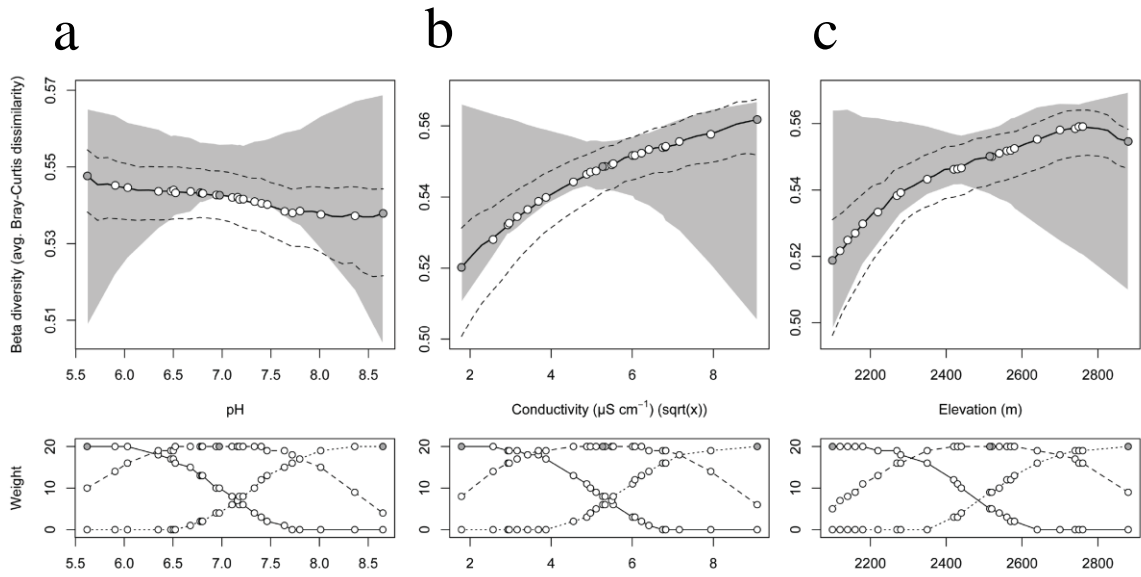 a b c
Beta diversity (avg. Bray-Curtis dissimilarity)
0.57
0.55
0.53
0.51
5.5 6.0 6.5 7.0 7.5 8.0 8.5
pH
0.56
0.54
0.52
0.50
2 4 6 8
Conductivity (µS cm⁻¹) (sqrt(x))
0.56
0.54
0.52
0.50
2200 2400 2600 2800
Elevation (m)
Weight
20
10
0
5.5 6.0 6.5 7.0 7.5 8.0 8.5
20
10
0
2 4 6 8
20
10
0
2200 2400 2600 2800